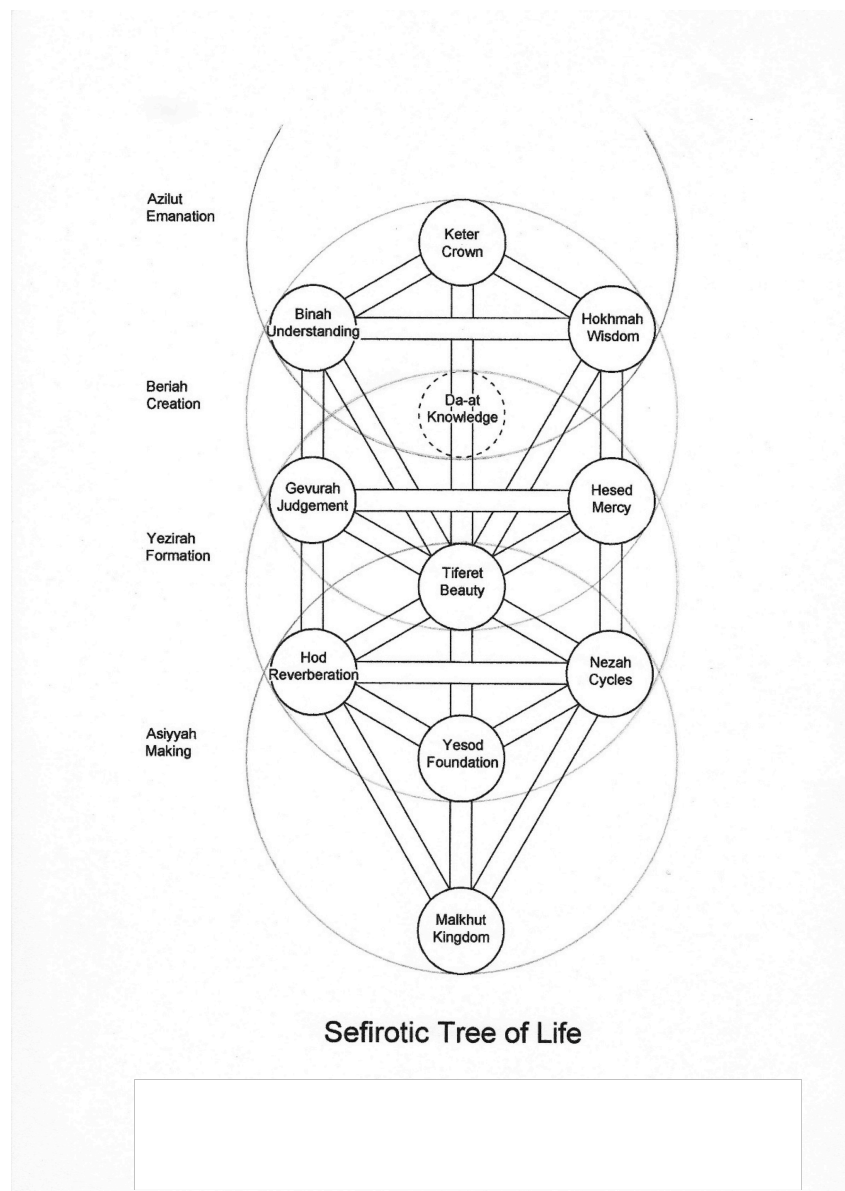 Azilut
Emanation
Keter
Crown
Binah
Understanding
Hokhmah
Wisdom
Beriah
Creation
Da-at
Knowledge
Gevurah
Judgement
Hesed
Mercy
Yezirah
Formation
Tiferet
Beauty
Hod
Reverberation
Nezah
Cycles
Asiyyah
Making
Yesod
Foundation
Malkhut
Kingdom
Sefirotic Tree of Life